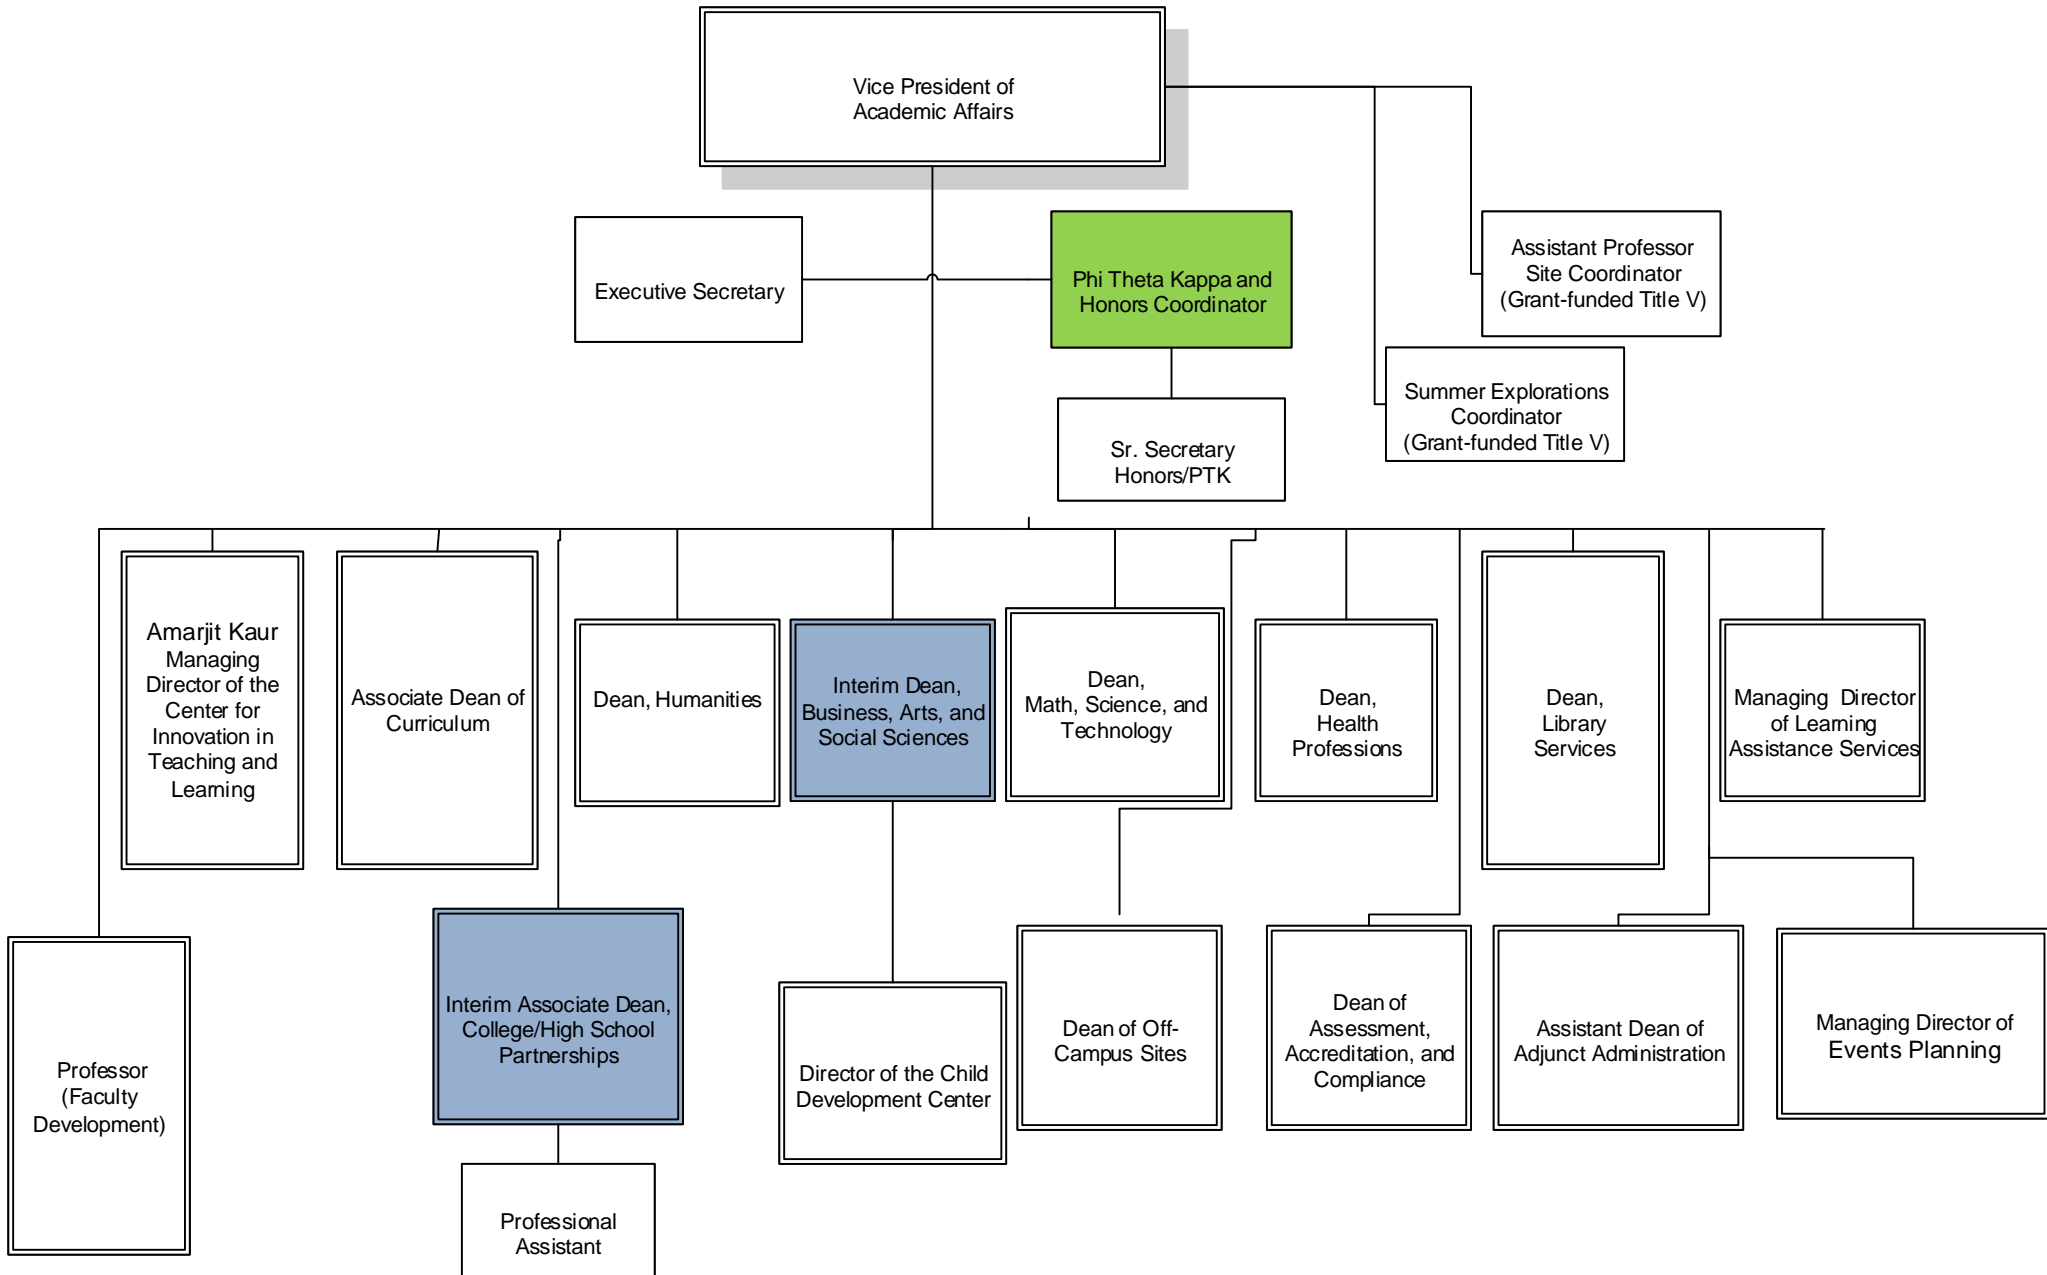 Vice President of
Academic Affairs
Executive Secretary
Phi Theta Kappa and
Honors Coordinator
Assistant Professor
Site Coordinator
(Grant-funded Title V)
Summer Explorations
Coordinator
(Grant-funded Title V)
Sr. Secretary
Honors/PTK
Amarjit Kaur
Managing
Director of the
Center for
Innovation in
Teaching and
Learning
Associate Dean of
Curriculum
Dean, Humanities
Interim Dean,
Business, Arts, and
Social Sciences
Dean,
Math, Science, and
Technology
Dean,
Health
Professions
Dean,
Library
Services
Managing Director
of Learning
Assistance Services
Professor
(Faculty
Development)
Interim Associate Dean,
College/High School
Partnerships
Director of the Child
Development Center
Dean of Off-
Campus Sites
Dean of
Assessment,
Accreditation, and
Compliance
Assistant Dean of
Adjunct Administration
Managing Director of
Events Planning
Professional
Assistant